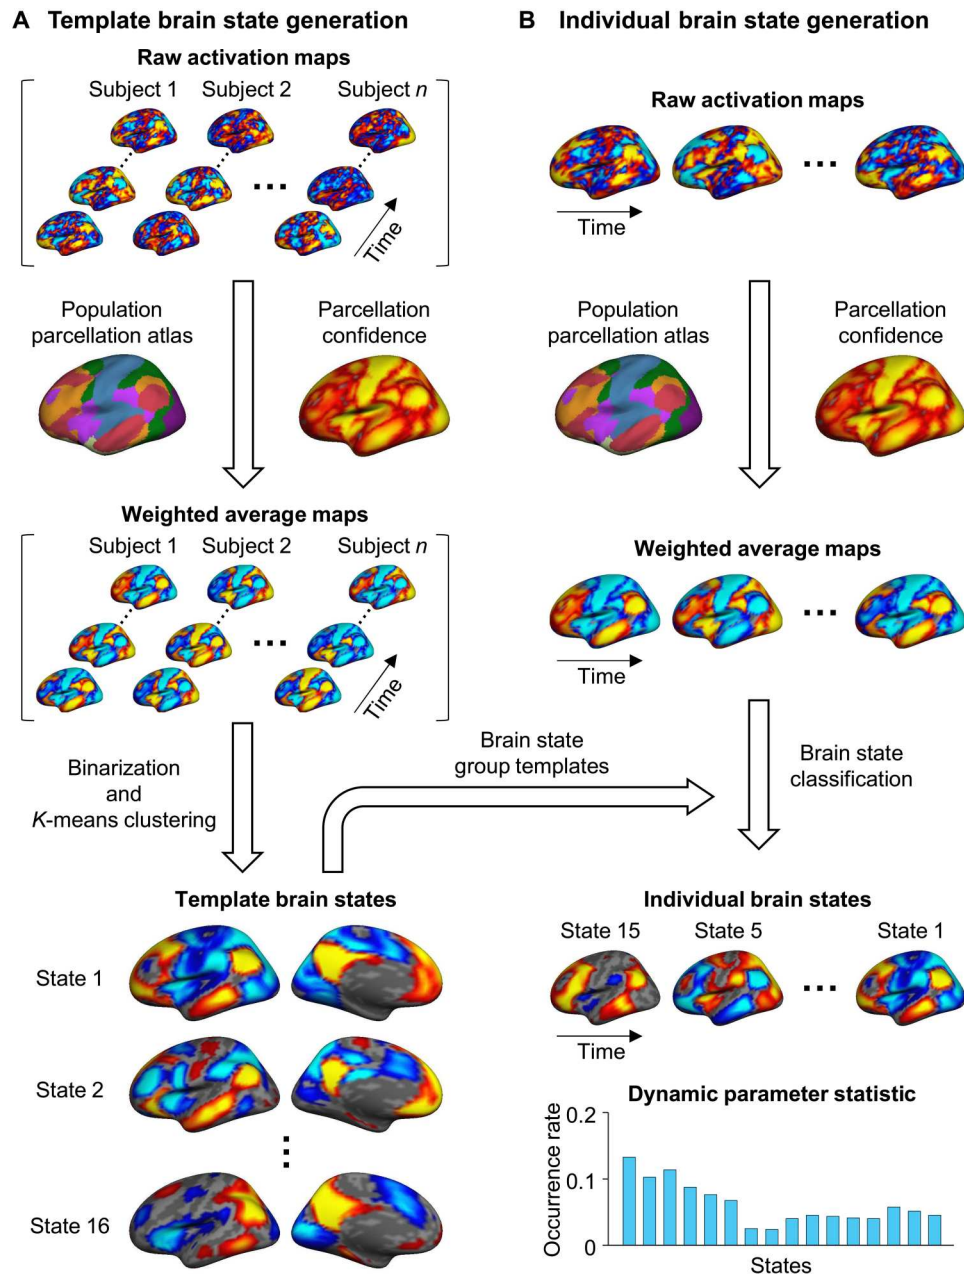 A Template brain state generation
Raw activation maps
Subject 1 Subject 2 Subject n
Time
Population
parcellation atlas
Parcellation
confidence
Weighted average maps
Subject 1 Subject 2 Subject n
Time
Binarization
and
K-means clustering
Brain state
group templates
Template brain states
State 1
State 2
State 16
B Individual brain state generation
Raw activation maps
Time
Population
parcellation atlas
Parcellation
confidence
Weighted average maps
Time
Brain state
classification
Individual brain states
State 15 State 5 State 1
Time
Dynamic parameter statistic
Occurrence rate
0.2
0.1
0
States